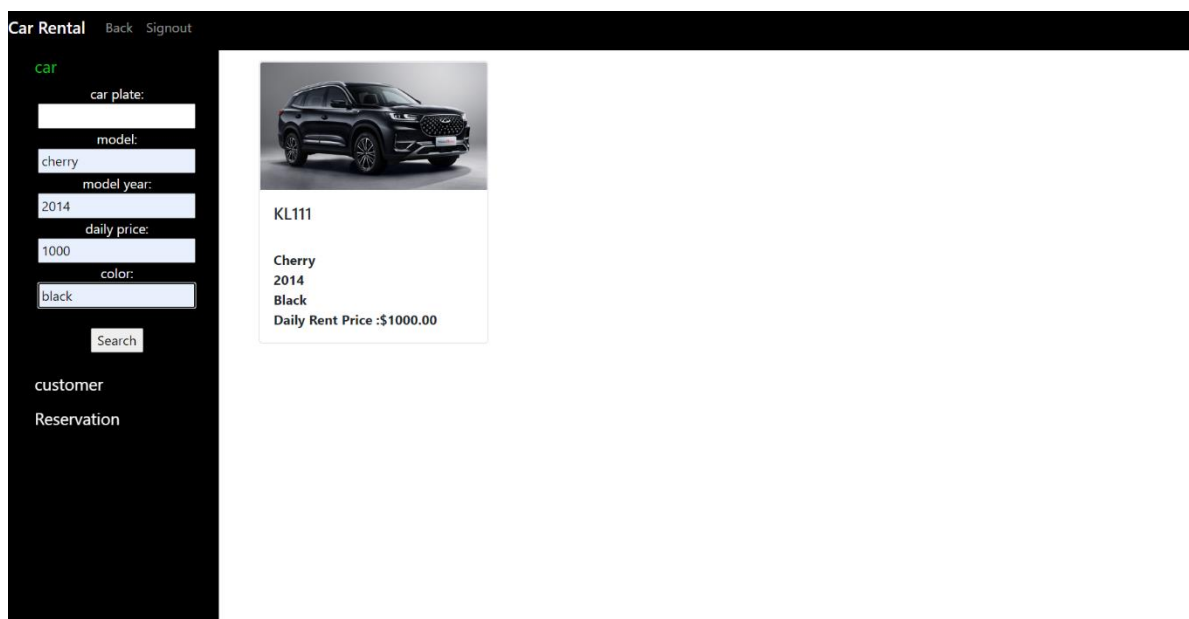 Car Rental Back Signout
car
car plate:
model:
cherry
model year:
2014
daily price:
1000
color:
black
Search
customer
Reservation
KL111
Cherry
2014
Black
Daily Rent Price :$1000.00